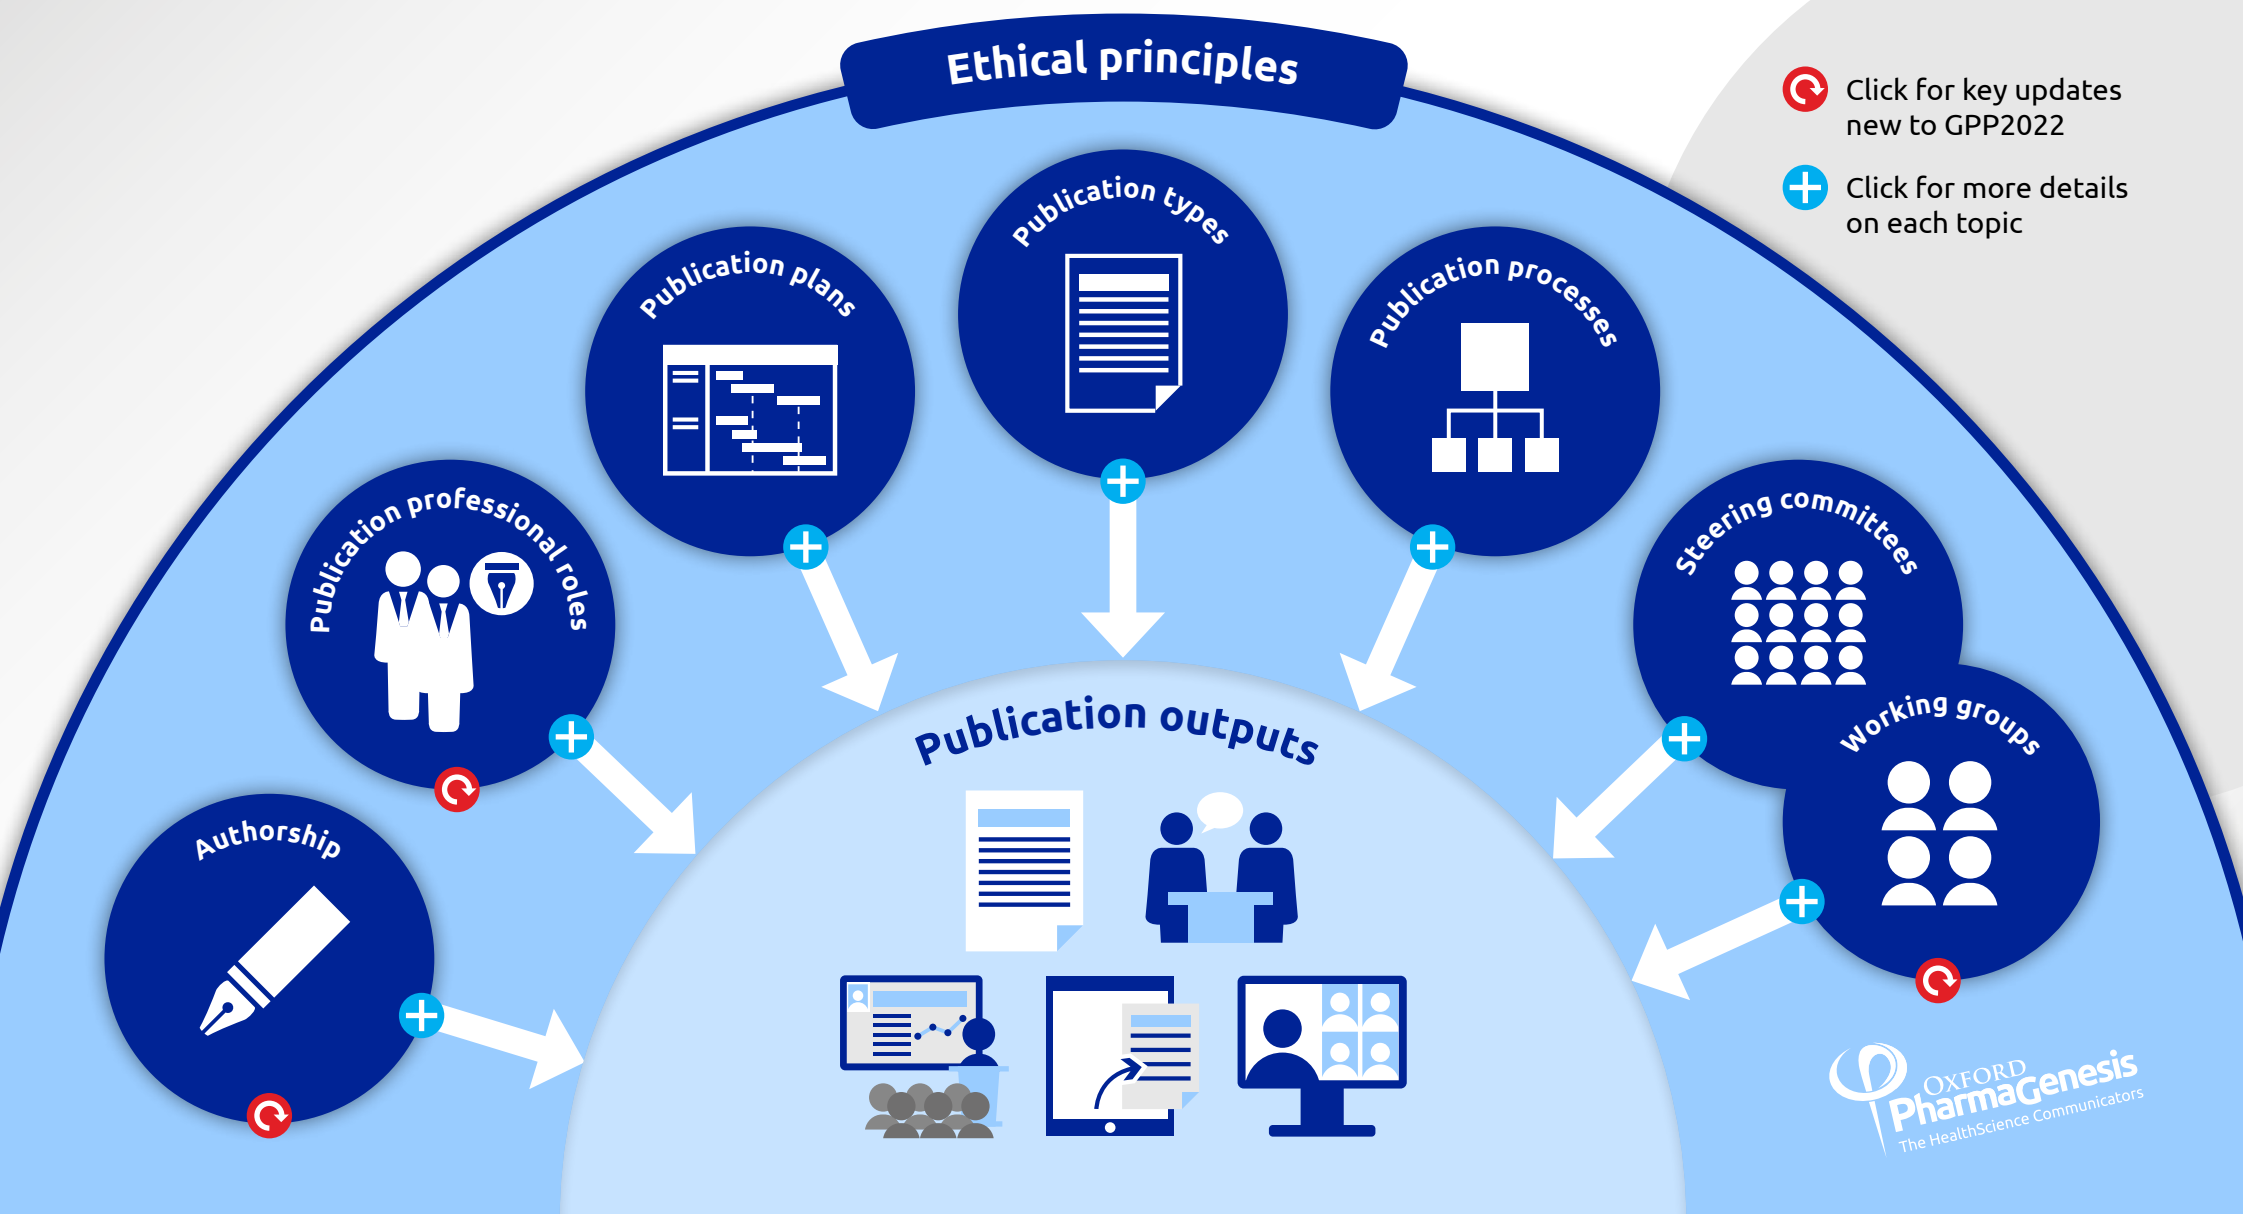 Ethical principles
Click for key updates
new to GPP2022
Click for more details
on each topic
Publication types
Publication plans
Publication processes
Publication professional roles
Steering committees
Working groups
Authorship
Publication outputs
OXFORD
PharmaGenesis
The HealthScience Communicators